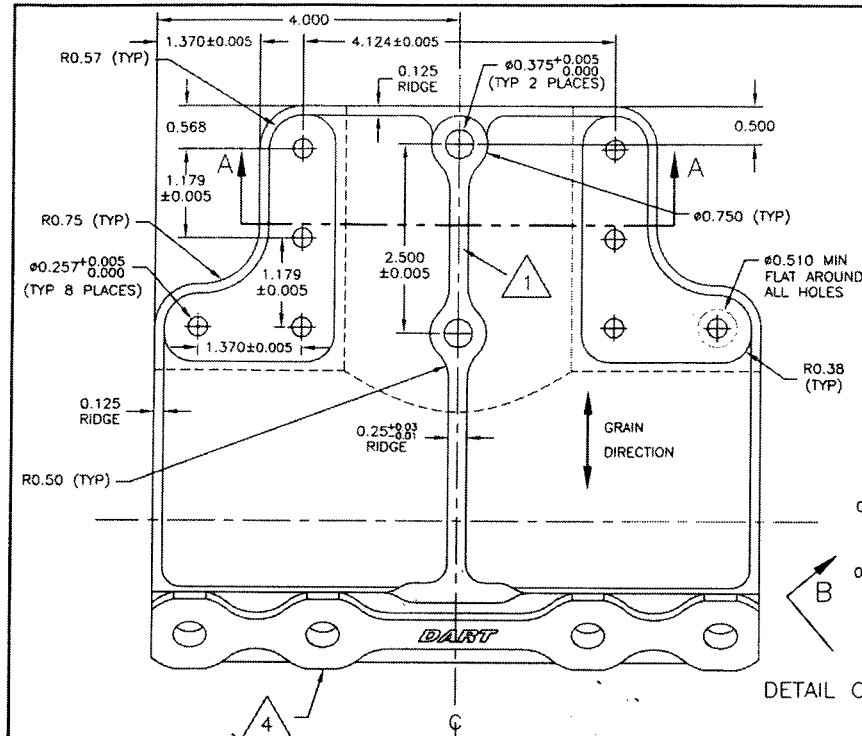 4.000
1.370±0.005
4.124±0.005
R0.57 (TYP)
0.125
RIDGE
ø0.375+0.005
0.000
(TYP 2 PLACES)
0.568
0.500
A
A
1.179
±0.005
ø0.750 (TYP)
R0.75 (TYP)
2.500
±0.005
1
ø0.257+0.005
0.000
(TYP 8 PLACES)
1.179
±0.005
ø0.510 MIN
FLAT AROUND
ALL HOLES
1.370±0.005
R0.38
(TYP)
0.125
RIDGE
0.25+0.03
-0.01
RIDGE
GRAIN
DIRECTION
R0.50 (TYP)
0
0
B
DART
DETAIL C
4